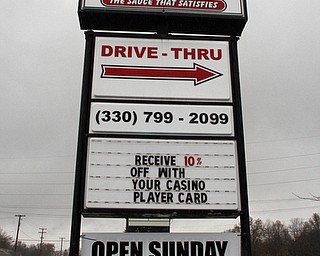 THE SAUCE THAT SATISFIES
DRIVE - THRU
(330) 799 - 2099
RECEIVE 10%
OFF WITH
YOUR CASINO
PLAYER CARD
OPEN SUNDAY